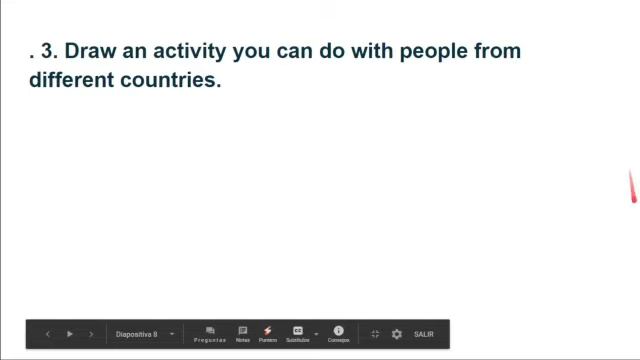 . 3. Draw an activity you can do with people from
different countries.
Diapositiva 8
Preguntas
Notas
Puntero
Subtítulos
Consejos
SALIR